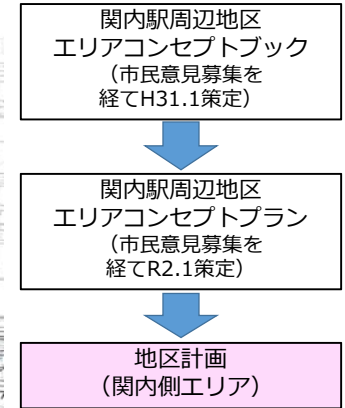 関内駅周辺地区
エリアコンセプトブック
（市民意見募集を
経てH31.1策定）
関内駅周辺地区
エリアコンセプトプラン
（市民意見募集を
経てR2.1策定）
地区計画
（関内側エリア）